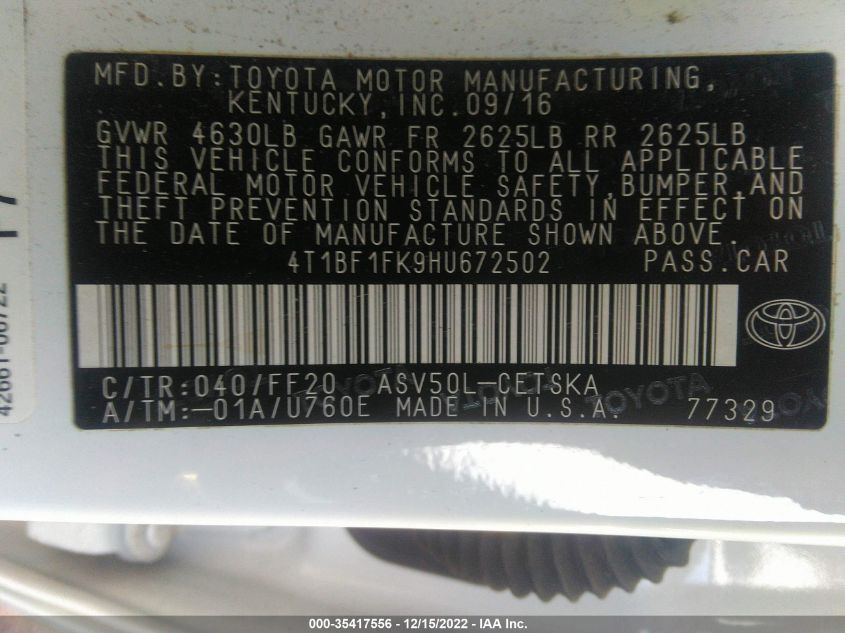 MFD.BY:TOYOTA MOTOR MANUFACTURING,
KENTUCKY,INC.09/16
GVWR 4630LB GAWR FR 2625LB RR 2625LB
THIS VEHICLE CONFORMS TO ALL APPLICABLE
FEDERAL MOTOR VEHICLE SAFETY,BUMPER,AND
THEFT PREVENTION STANDARDS IN EFFECT ON
THE DATE OF MANUFACTURE SHOWN ABOVE.
4T1BF1FK9HU672502 PASS.CAR
C/TR:040/FF20 ASV50L-CETSKA
A/TM:-01A/U760E MADE-IN U.S.A. 77329
TOYOTA
000-35417556 - 12/15/2022 - IAA Inc.